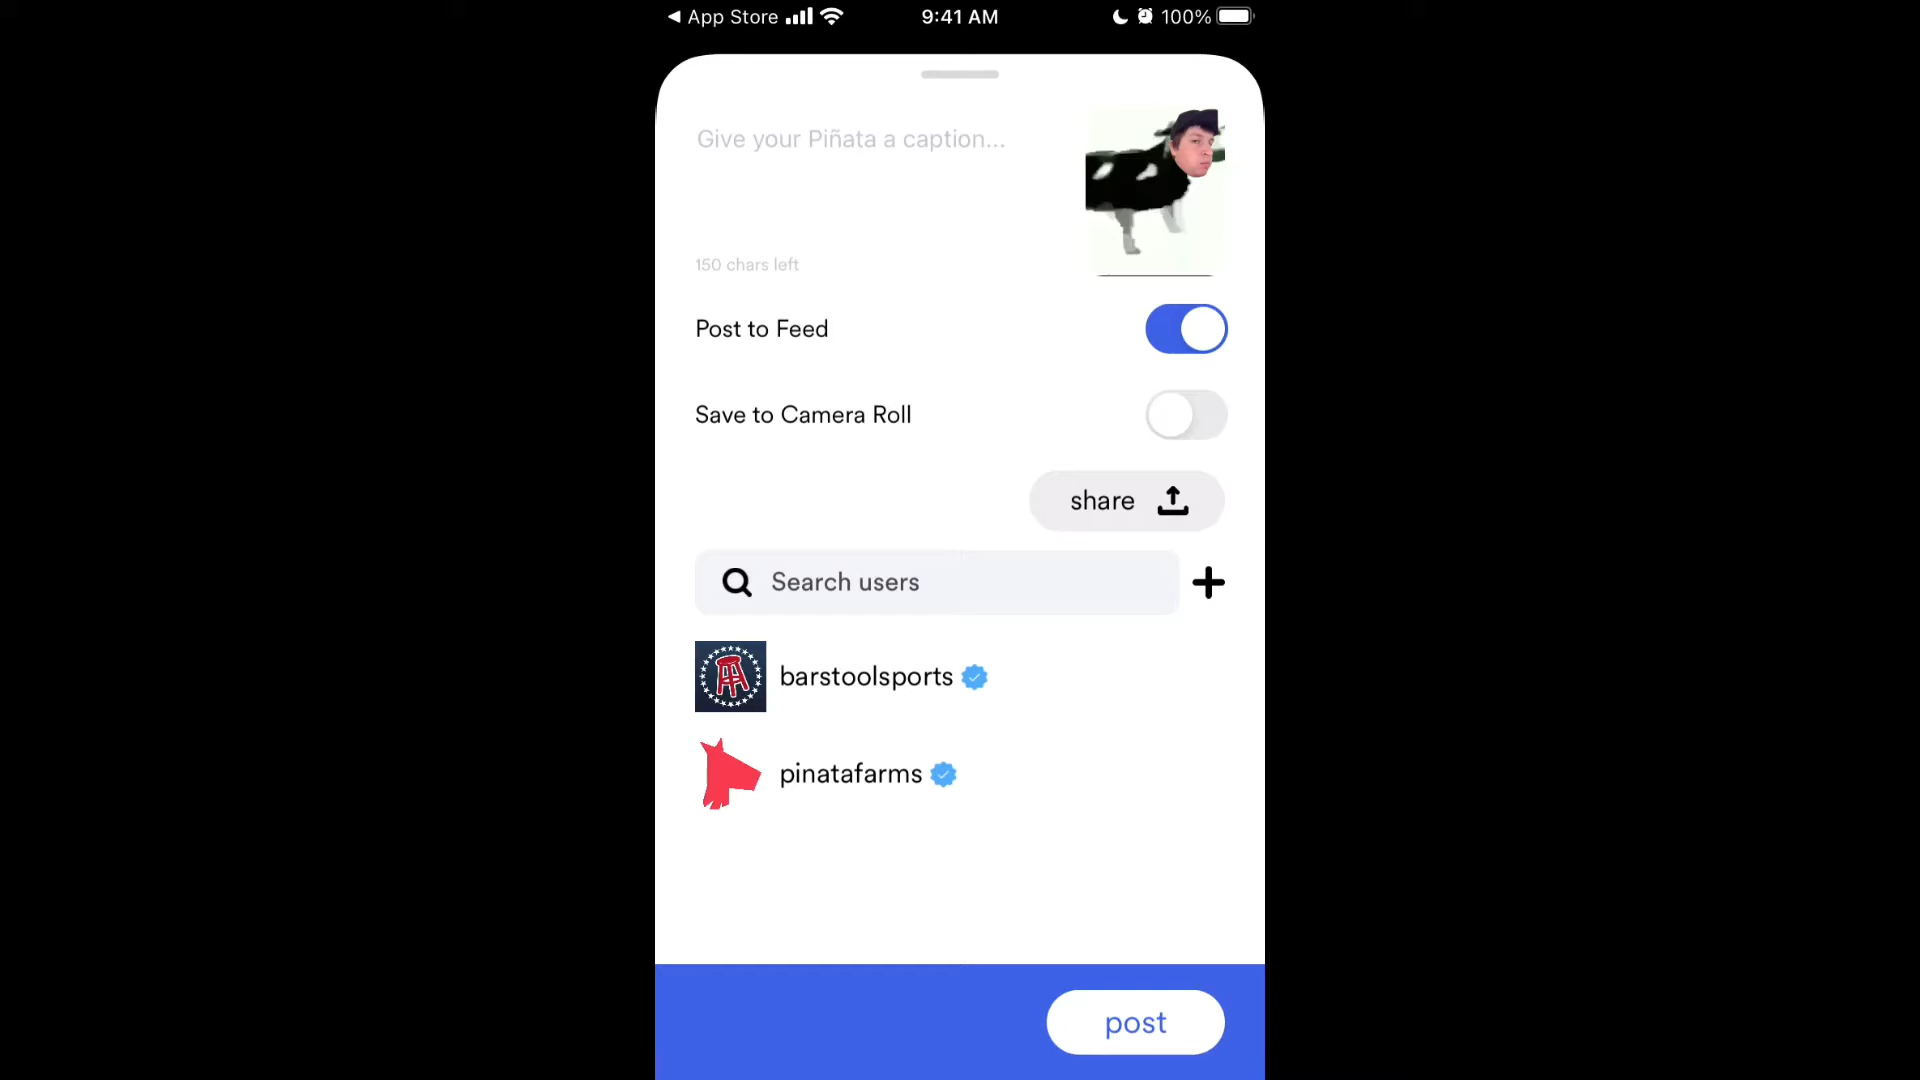 ◀ App Store 9:41 AM 100%
Give your Piñata a caption...
150 chars left
Post to Feed
Save to Camera Roll
share
Search users
barstoolsports
pinatafarms
post